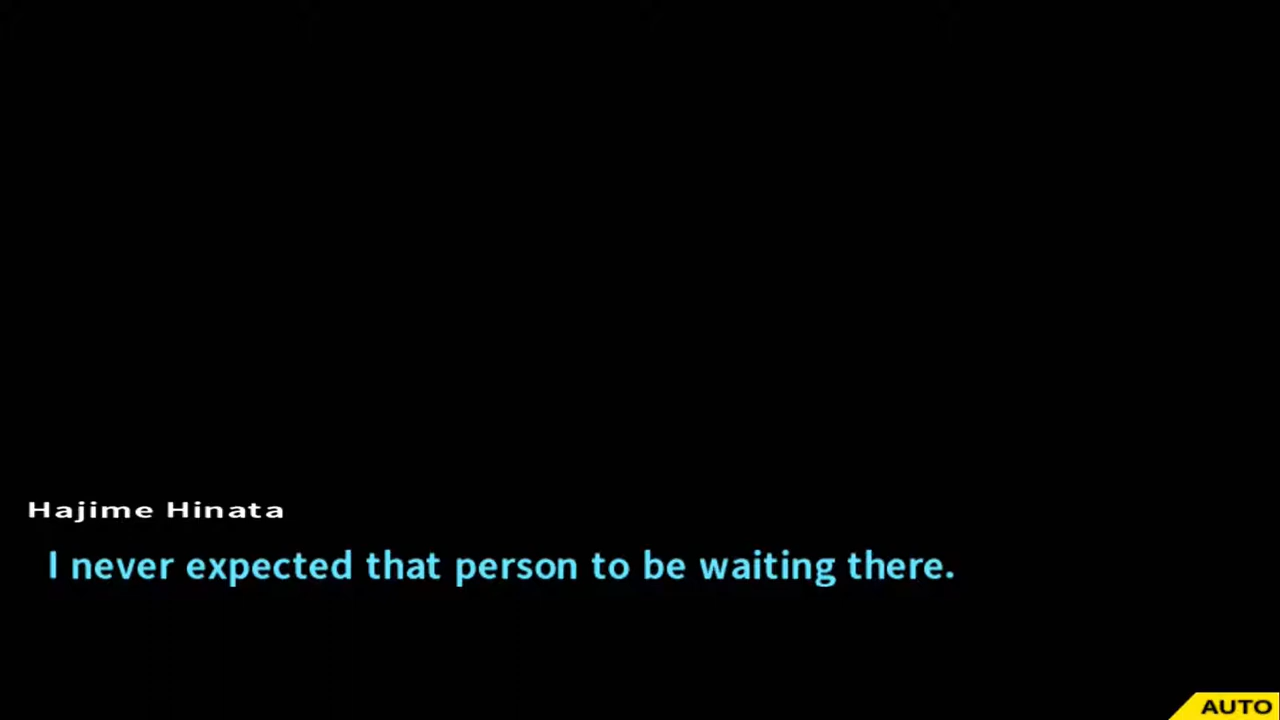 Hajime Hinata
I never expected that person to be waiting there.
AUTO